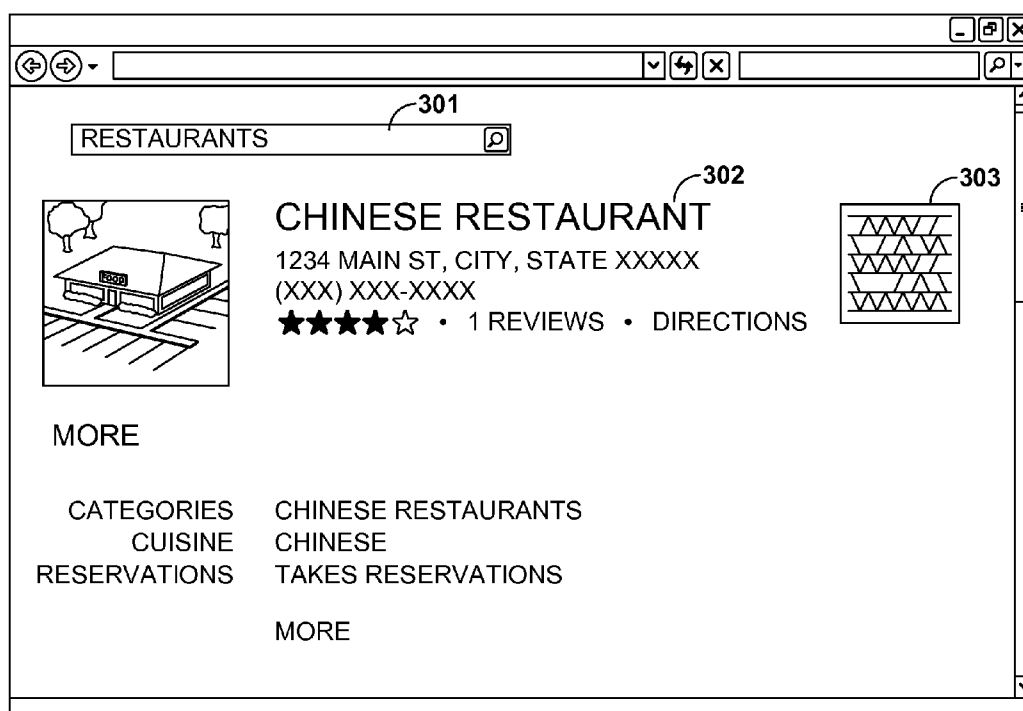 301
RESTAURANTS
302
303
CHINESE RESTAURANT
1234 MAIN ST, CITY, STATE XXXXX
(XXX) XXX-XXXX
• 1 REVIEWS • DIRECTIONS
FOOD
MORE
CATEGORIES CHINESE RESTAURANTS
CUISINE CHINESE
RESERVATIONS TAKES RESERVATIONS
MORE